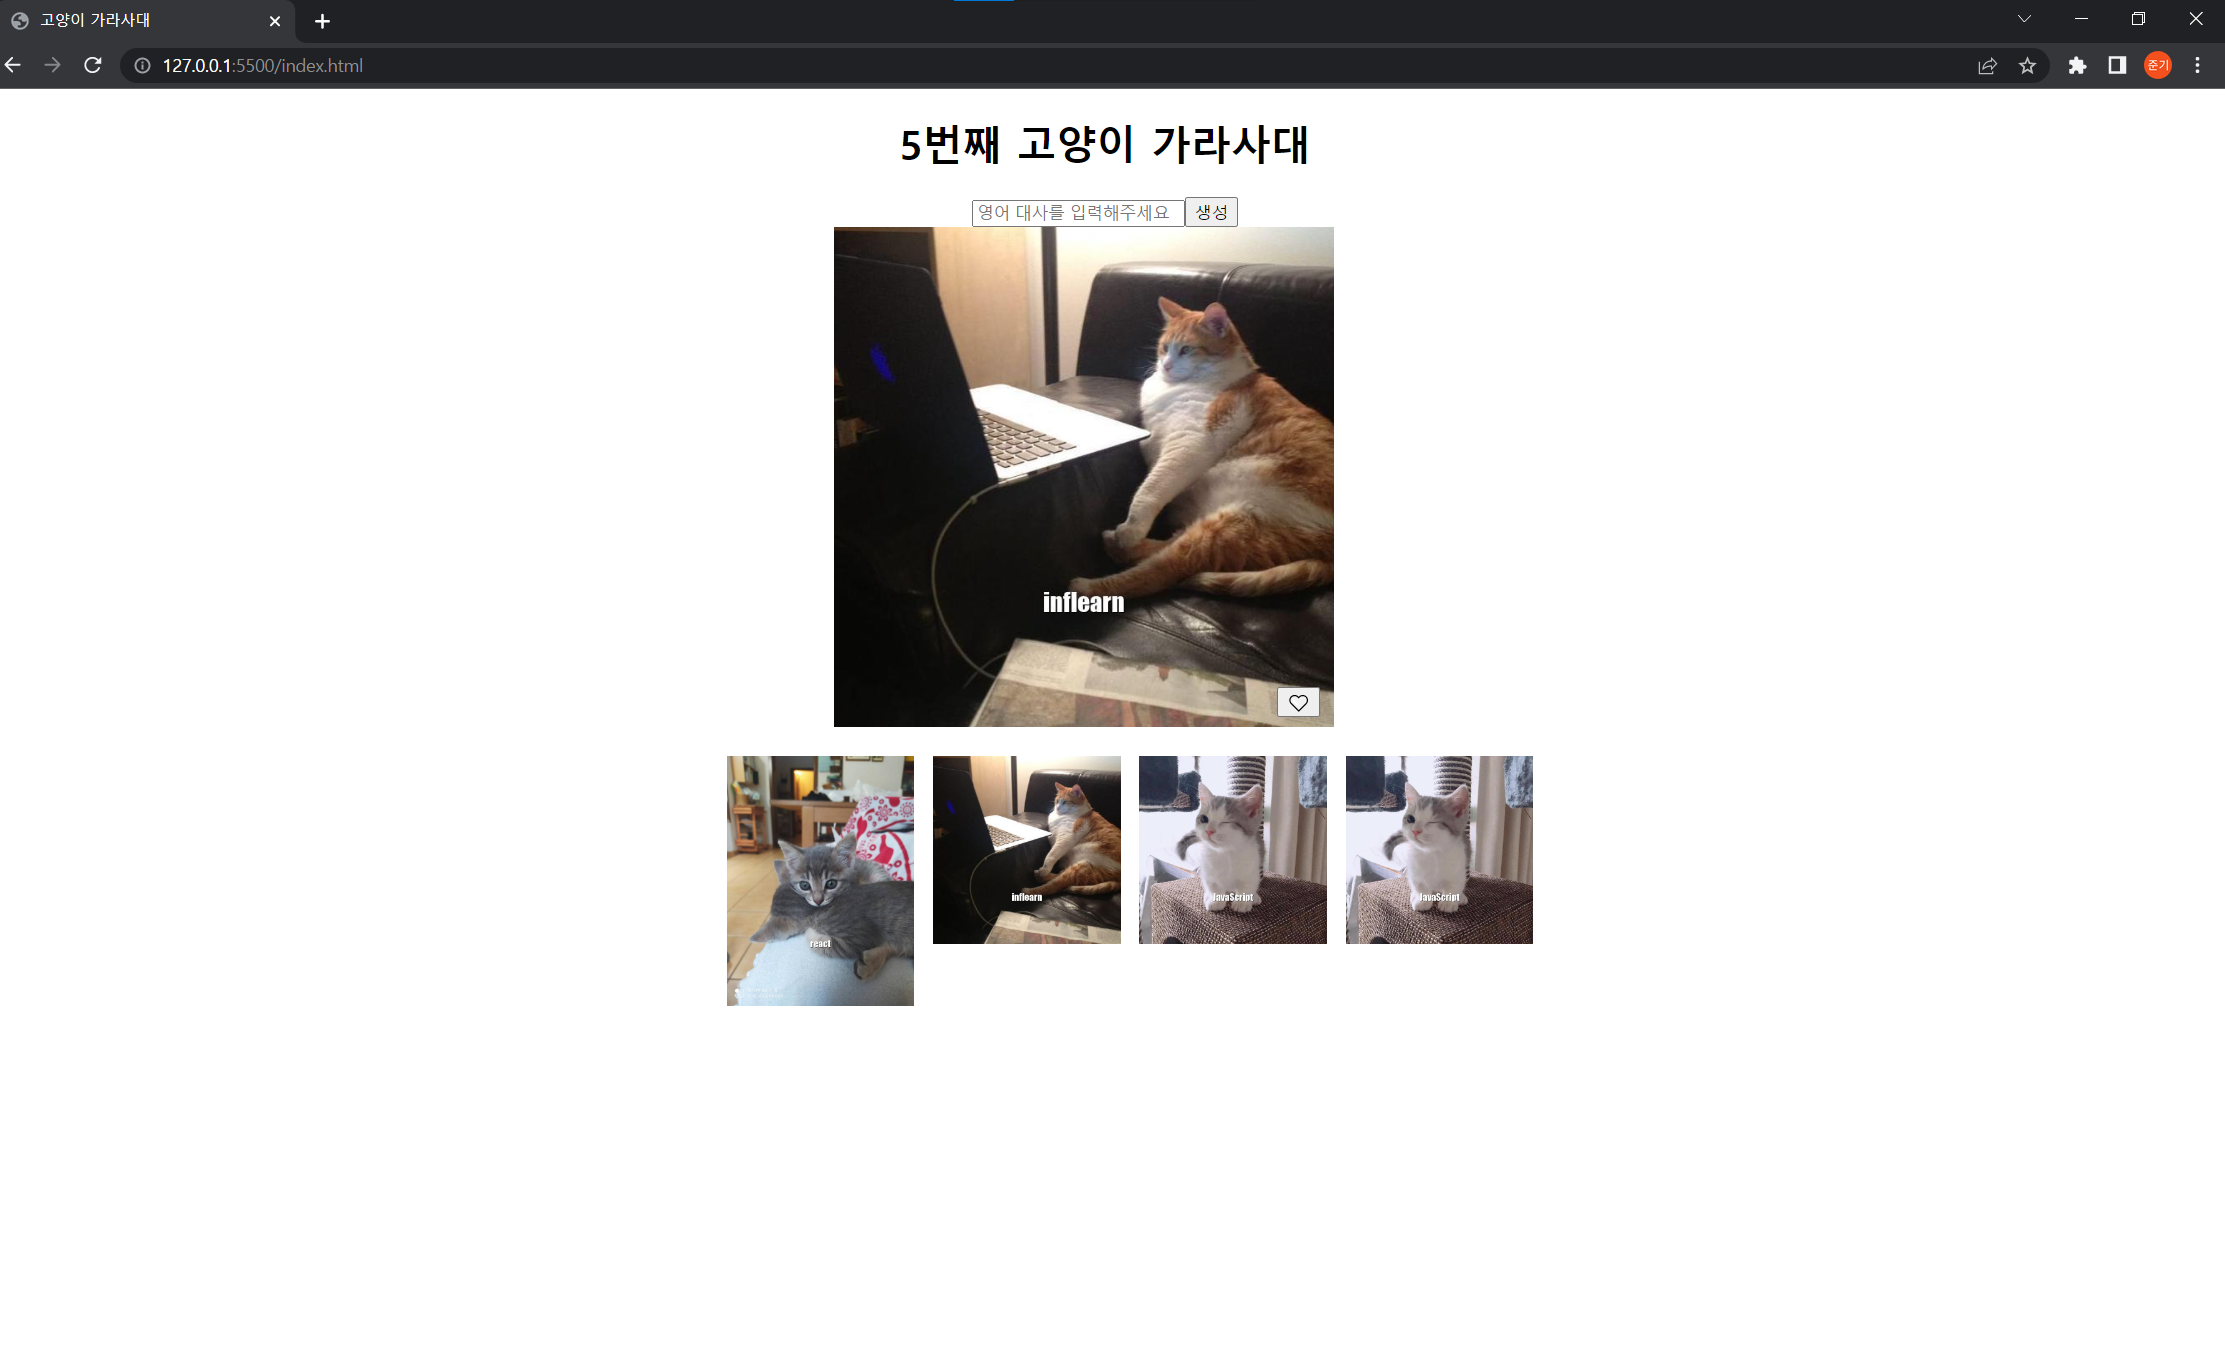 고양이 가라사대
127.0.0.1:5500/index.html
준기
5번째 고양이 가라사대
영어 대사를 입력해주세요 생성
inflearn
react
inflearn
JavaScript
JavaScript